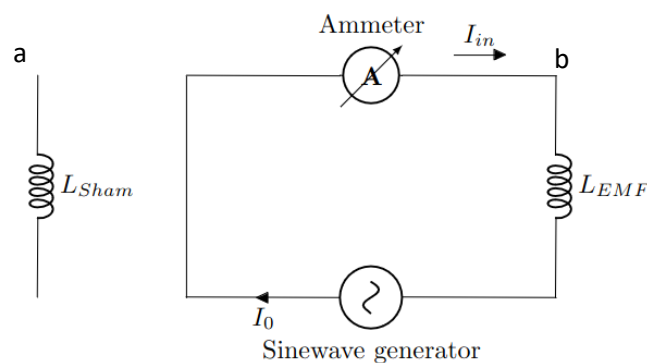 Ammeter
a
I_in
b
A
L_Sham
L_EMF
I_0
Sinewave generator